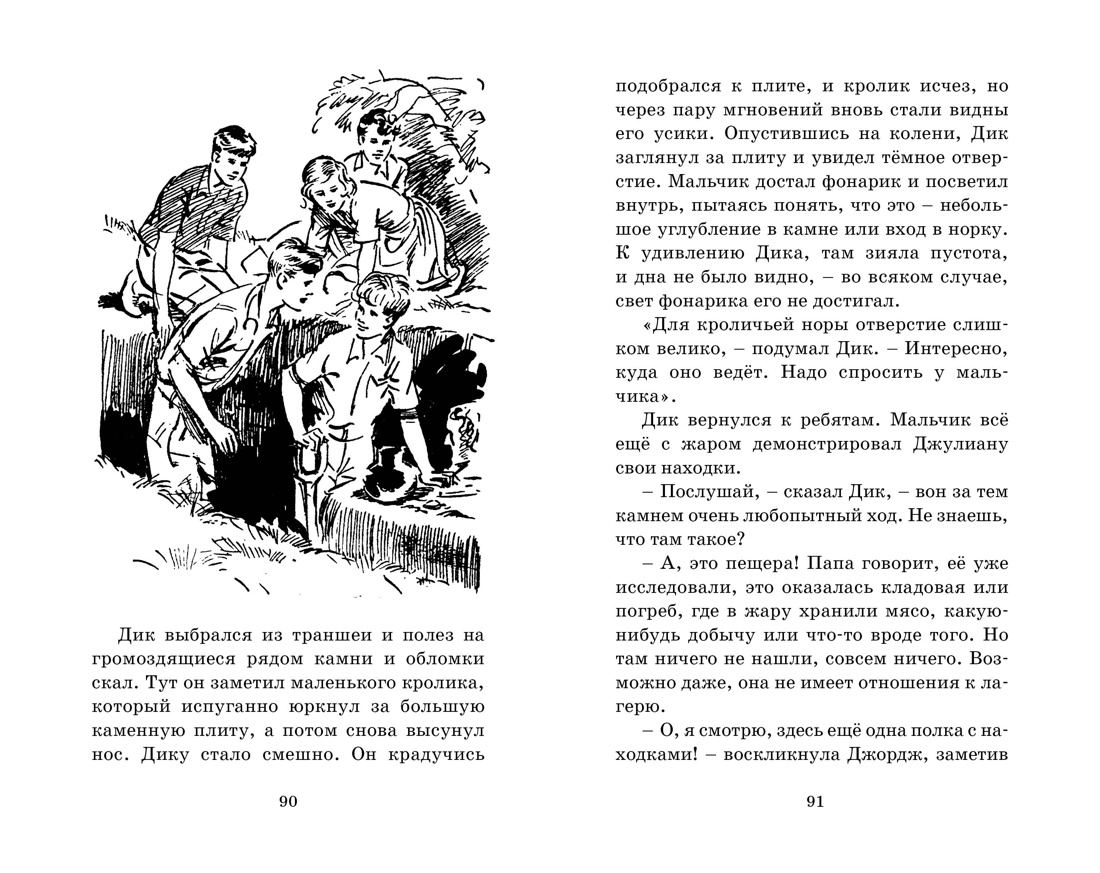 Дик выбрался из траншеи и полез на
громоздящиеся рядом камни и обломки
скал. Тут он заметил маленького кролика,
который испуганно юркнул за большую
каменную плиту, а потом снова высунул
нос. Дику стало смешно. Он крадучись
90
подобрался к плите, и кролик исчез, но
через пару мгновений вновь стали видны
его усики. Опустившись на колени, Дик
заглянул за плиту и увидел тёмное отвер-
стие. Мальчик достал фонарик и посветил
внутрь, пытаясь понять, что это – неболь-
шое углубление в камне или вход в норку.
К удивлению Дика, там зияла пустота,
и дна не было видно, – во всяком случае,
свет фонарика его не достигал.
«Для кроличьей норы отверстие слиш-
ком велико, – подумал Дик. – Интересно,
куда оно ведёт. Надо спросить у маль-
чика».
Дик вернулся к ребятам. Мальчик всё
ещё с жаром демонстрировал Джулиану
свои находки.
– Послушай, – сказал Дик, – вон за тем
камнем очень любопытный ход. Не знаешь,
что там такое?
– А, это пещера! Папа говорит, её уже
исследовали, это оказалась кладовая или
погреб, где в жару хранили мясо, какую-
нибудь добычу или что-то вроде того. Но
там ничего не нашли, совсем ничего. Воз-
можно даже, она не имеет отношения к ла-
герю.
– О, я смотрю, здесь ещё одна полка с на-
ходками! – воскликнула Джордж, заметив
91